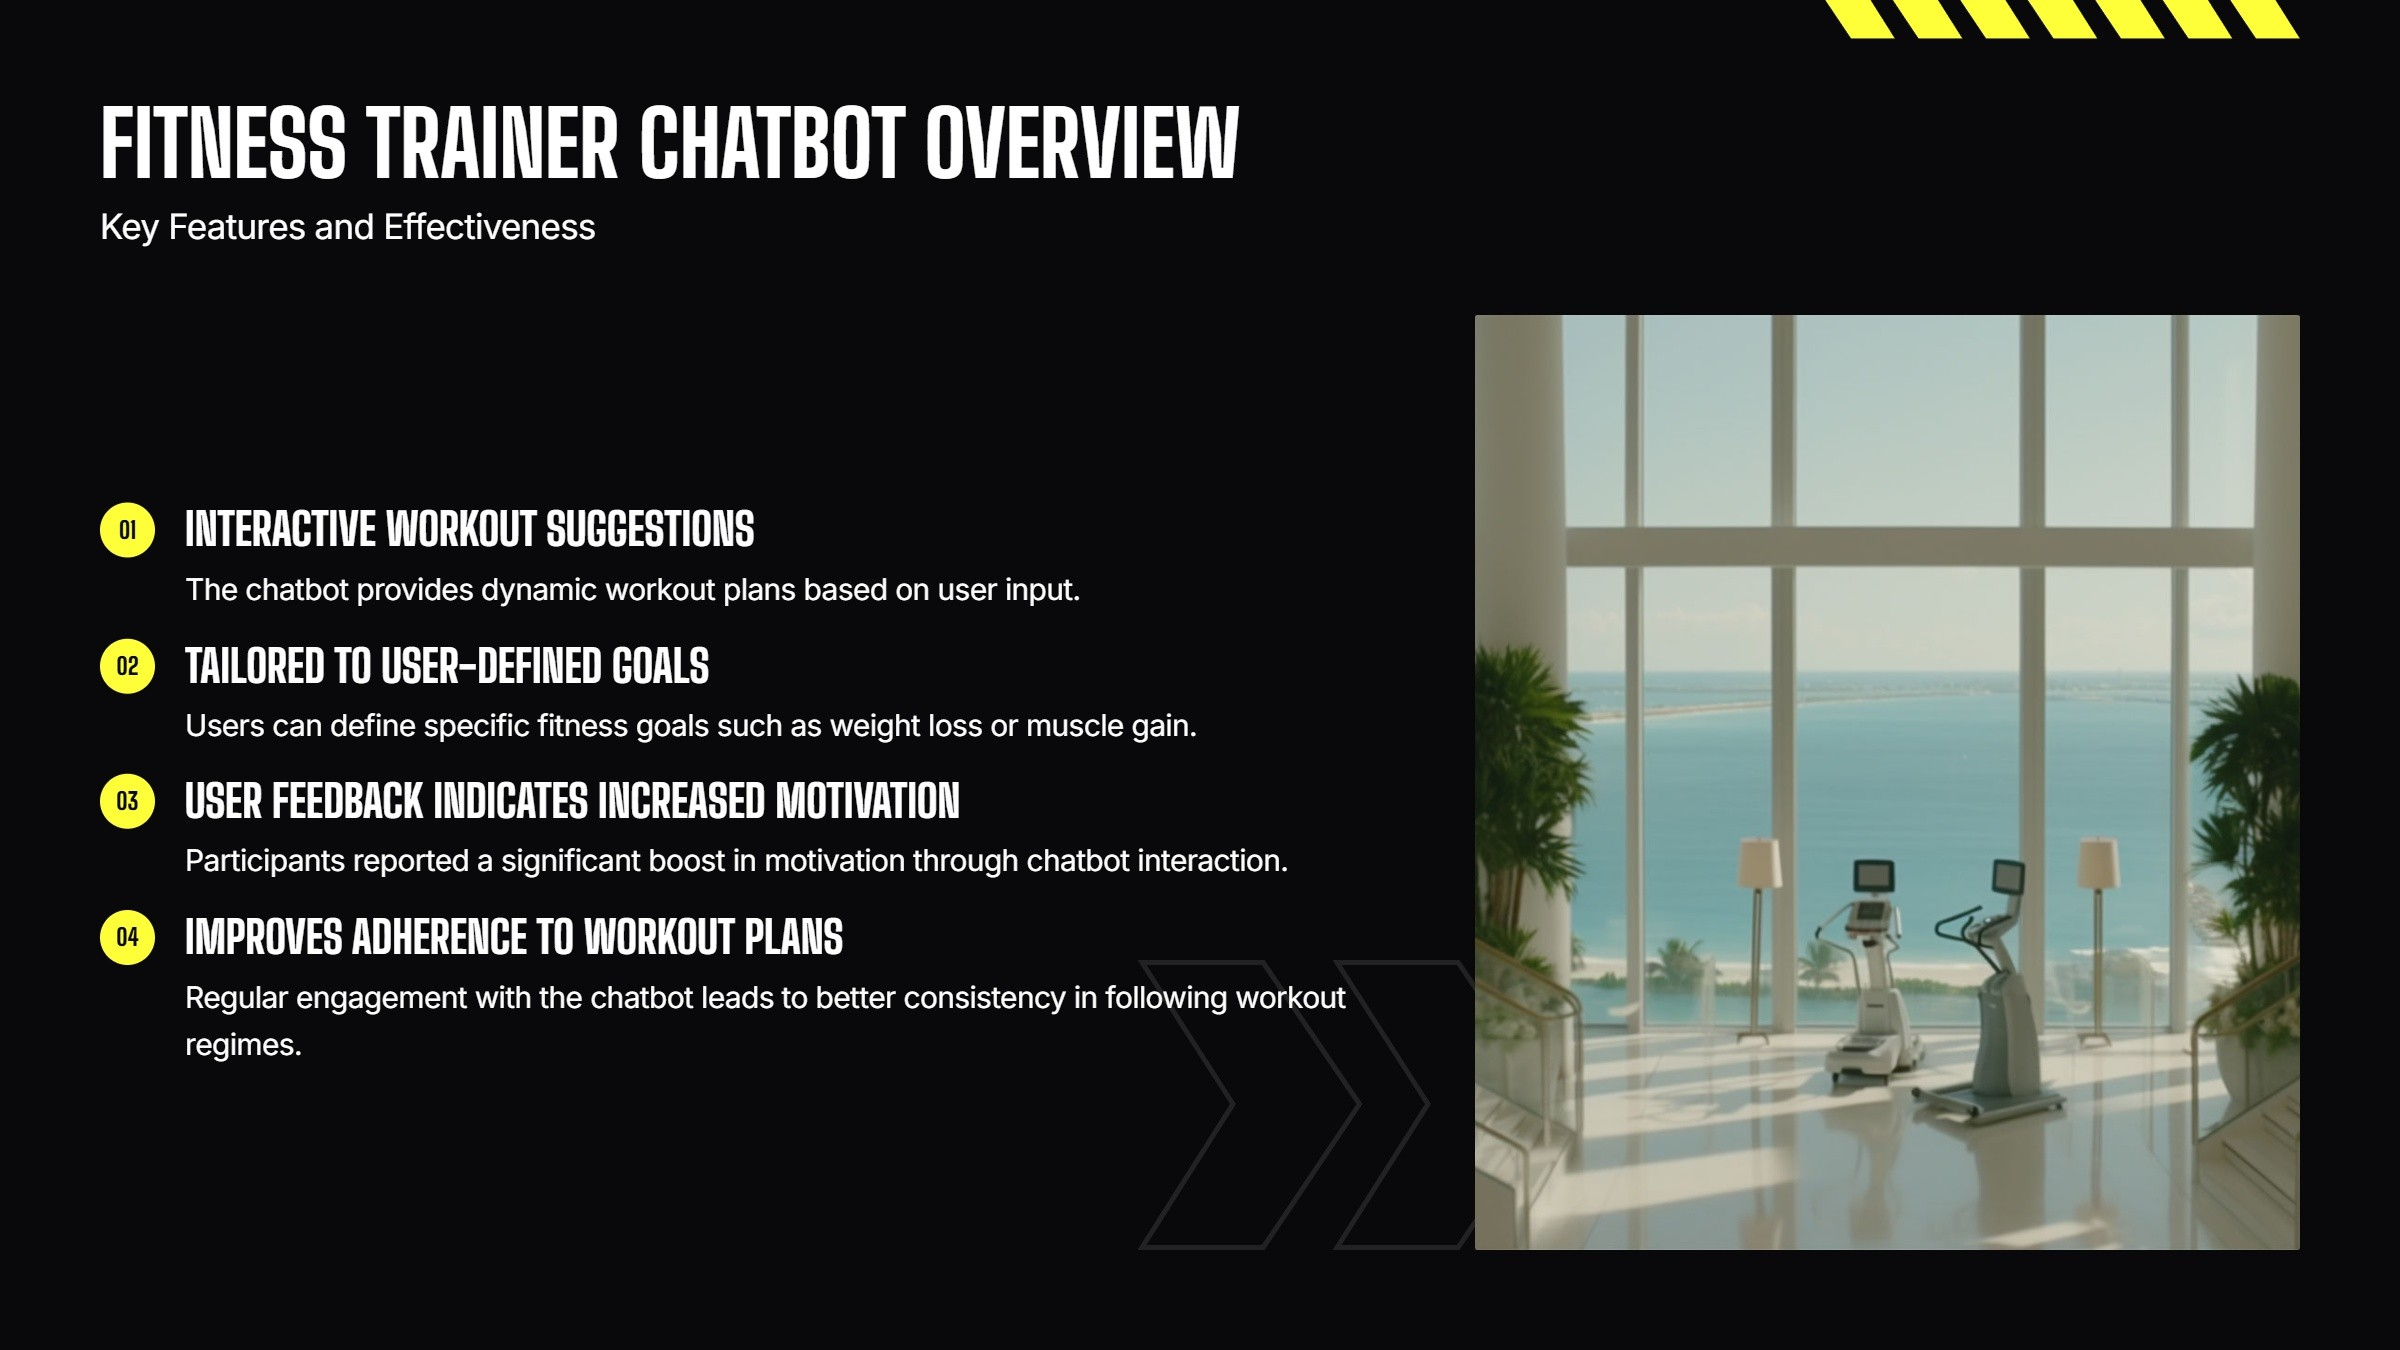 FITNESS TRAINER CHATBOT OVERVIEW
Key Features and Effectiveness
01
INTERACTIVE WORKOUT SUGGESTIONS
The chatbot provides dynamic workout plans based on user input.
02
TAILORED TO USER-DEFINED GOALS
Users can define specific fitness goals such as weight loss or muscle gain.
03
USER FEEDBACK INDICATES INCREASED MOTIVATION
Participants reported a significant boost in motivation through chatbot interaction.
04
IMPROVES ADHERENCE TO WORKOUT PLANS
Regular engagement with the chatbot leads to better consistency in following workout
regimes.